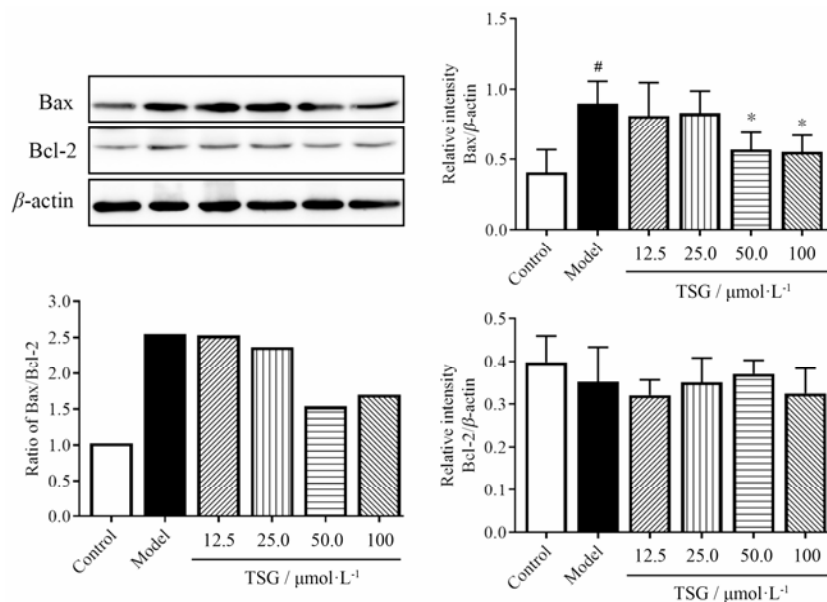 Bax
Bcl-2
β-actin
Relative intensity
Bax/β-actin
1.5
1.0
0.5
0.0
#
*
*
Control
Model
12.5 25.0 50.0 100
TSG / μmol·L⁻¹
Ratio of Bax/Bcl-2
3.0
2.5
2.0
1.5
1.0
0.5
0.0
Control
Model
12.5 25.0 50.0 100
TSG / μmol·L⁻¹
Relative intensity
Bcl-2/β-actin
0.5
0.4
0.3
0.4
0.1
0.0
Control
Model
12.5 25.0 50.0 100
TSG / μmol·L⁻¹